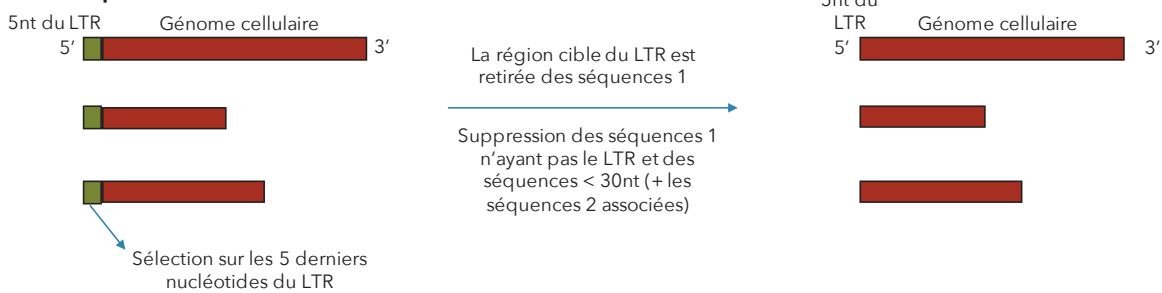 5nt du LTR
Génome cellulaire
5’
3’
La région cible du LTR est
retirée des séquences 1
Suppression des séquences 1
n’ayant pas le LTR et des
séquences < 30nt (+ les
séquences 2 associées)
Sélection sur les 5 derniers
nucléotides du LTR
5nt du
LTR
Génome cellulaire
5’
3’